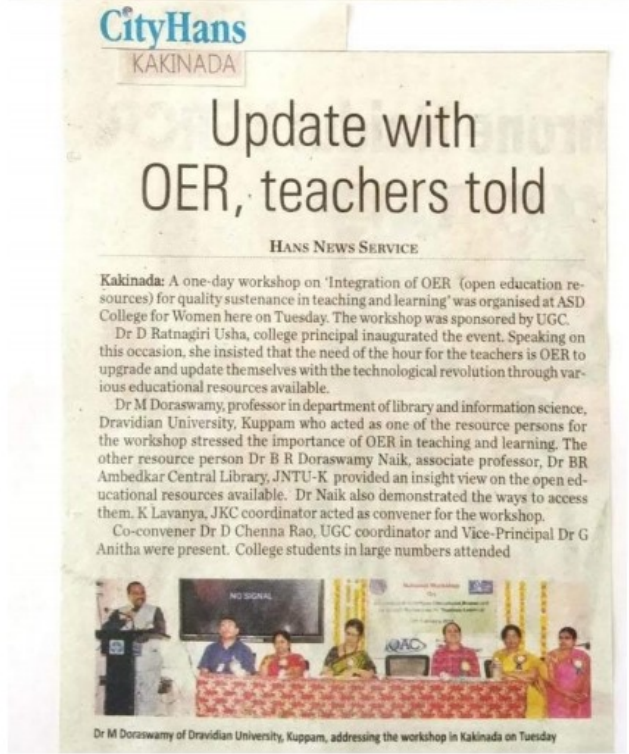 CityHans
KAKINADA
Update with
OER, teachers told
HANS NEWS SERVICE
Kakinada: A one-day workshop on 'Integration of OER (open education re-
sources) for quality sustenance in teaching and learning' was organised at ASD
College for Women here on Tuesday. The workshop was sponsored by UGC.
Dr D Ratnagiri Usha, college principal inaugurated the event. Speaking on
this occasion, she insisted that the need of the hour for the teachers is OER to
upgrade and update themselves with the technological revolution through var-
ious educational resources available.
Dr M Doraswamy, professor in department of library and information science,
Dravidian University, Kuppam who acted as one of the resource persons for
the workshop stressed the importance of OER in teaching and learning. The
other resource person Dr B R Doraswamy Naik, associate professor, Dr BR
Ambedkar Central Library, JNTU-K provided an insight view on the open ed-
ucational resources available. Dr Naik also demonstrated the ways to access
them. K Lavanya, JKC coordinator acted as convener for the workshop.
Co-convener Dr D Chenna Rao, UGC coordinator and Vice-Principal Dr G
Anitha were present. College students in large numbers attended
NO SIGNAL
IQAC
Dr M Doraswamy of Dravidian University, Kuppam, addressing the workshop in Kakinada on Tuesday